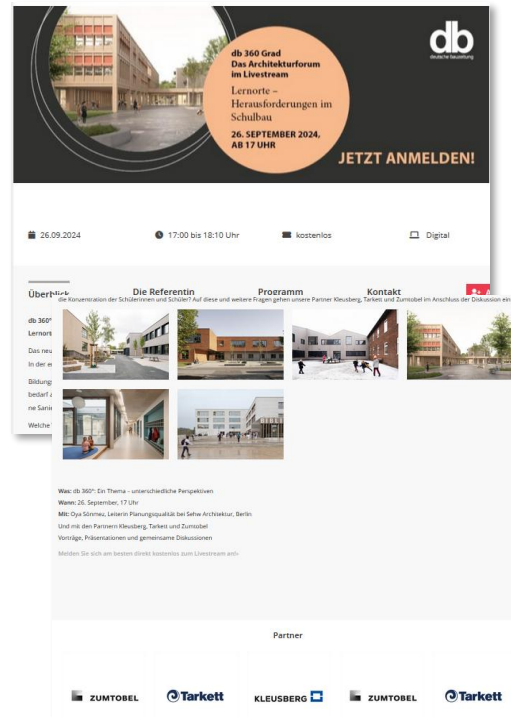 db
deutsche bauzeitung
db 360 Grad
Das Architekturforum
im Livestream
Lernorte –
Herausforderungen im
Schulbau
26. SEPTEMBER 2024,
AB 17 UHR
JETZT ANMELDEN!
26.09.2024
17:00 bis 18:10 Uhr
kostenlos
Digital
Überblick
Die Referentin
Programm
Kontakt
die Konzentration der Schülerinnen und Schüler? Auf diese und weitere Fragen gehen unsere Partner Kleusberg, Tarkett und Zumtobel im Anschluss der Diskussion ein
db 360°
Lernort
Das neu
In der e
Bildung
bedarf a
ne Sani
Welche
Was: db 360°: Ein Thema – unterschiedliche Perspektiven
Wann: 26. September, 17 Uhr
Mit: Oya Sönmez, Leiterin Planungsqualität bei Sehw Architektur, Berlin
Und mit den Partnern Kleusberg, Tarkett und Zumtobel
Vorträge, Präsentationen und gemeinsame Diskussionen
Melden Sie sich am besten direkt kostenlos zum Livestream an!»
Partner
ZUMTOBEL
Tarkett
KLEUSBERG
ZUMTOBEL
Tarkett